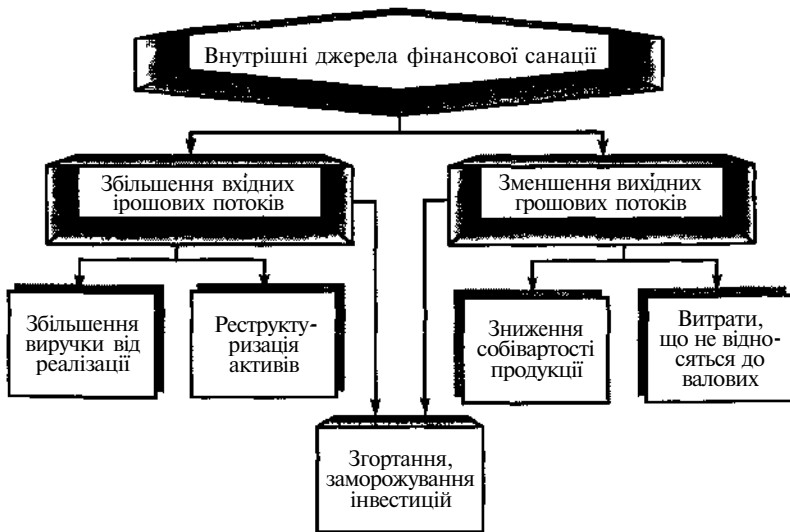 Внутрішні джерела фінансової санації
Збільшення вхідних
ірошових потоків
Зменшення вихідних
грошових потоків
Збільшення
виручки від
реалізації
Реструкту-
ризація
активів
Зниження
собівартості
продукції
Витрати,
що не відно-
сяться до
валових
Згортання,
заморожування
інвестицій